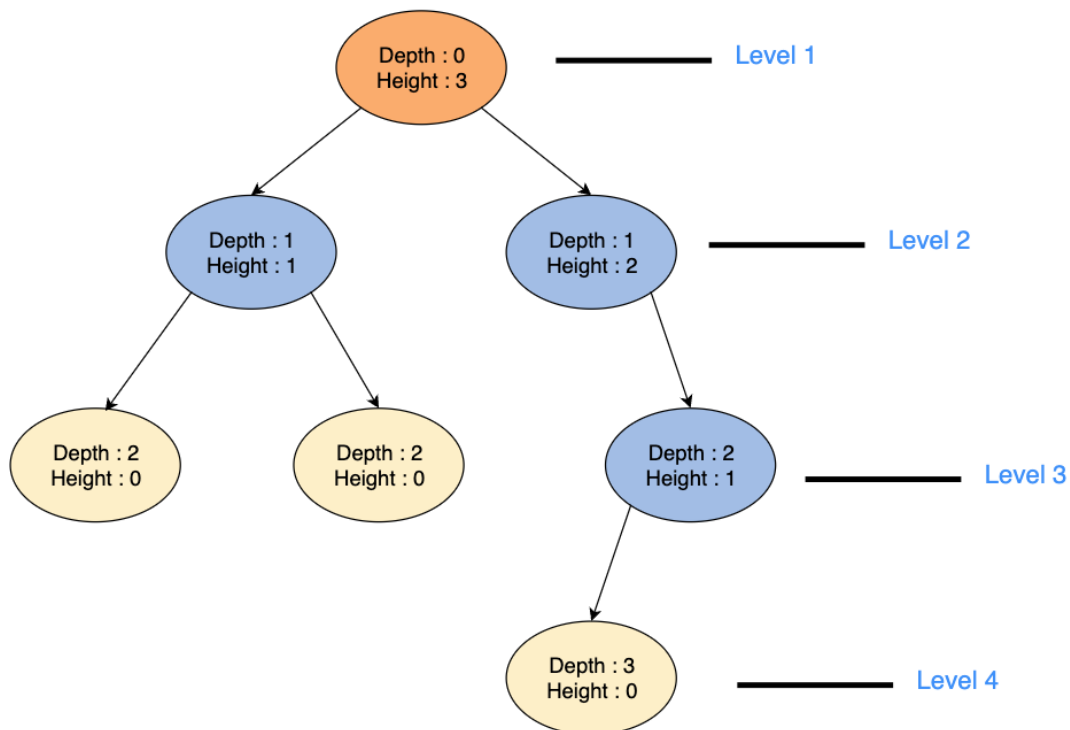 Depth : 0
Height : 3
Level 1
Depth : 1
Height : 1
Depth : 1
Height : 2
Level 2
Depth : 2
Height : 0
Depth : 2
Height : 0
Depth : 2
Height : 1
Level 3
Depth : 3
Height : 0
Level 4